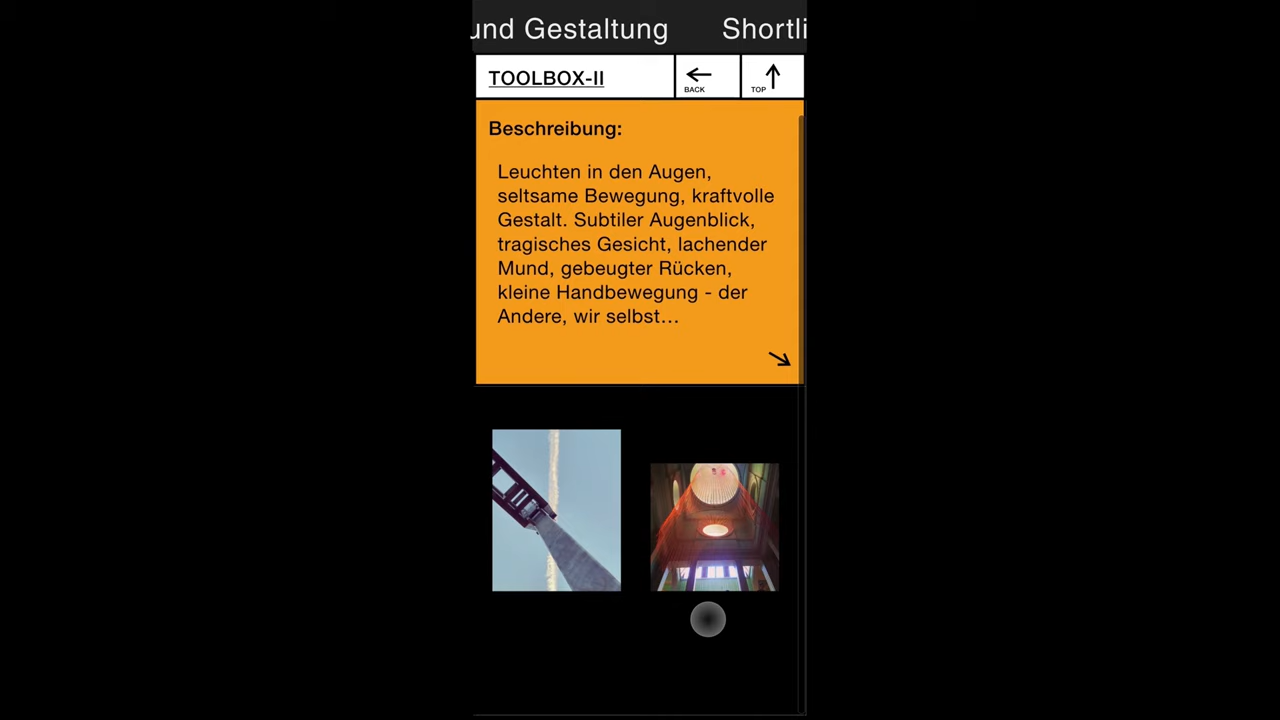 und Gestaltung Shortli
TOOLBOX-II
BACK
TOP
Beschreibung:
Leuchten in den Augen,
seltsame Bewegung, kraftvolle
Gestalt. Subtiler Augenblick,
tragisches Gesicht, lachender
Mund, gebeugter Rücken,
kleine Handbewegung - der
Andere, wir selbst...